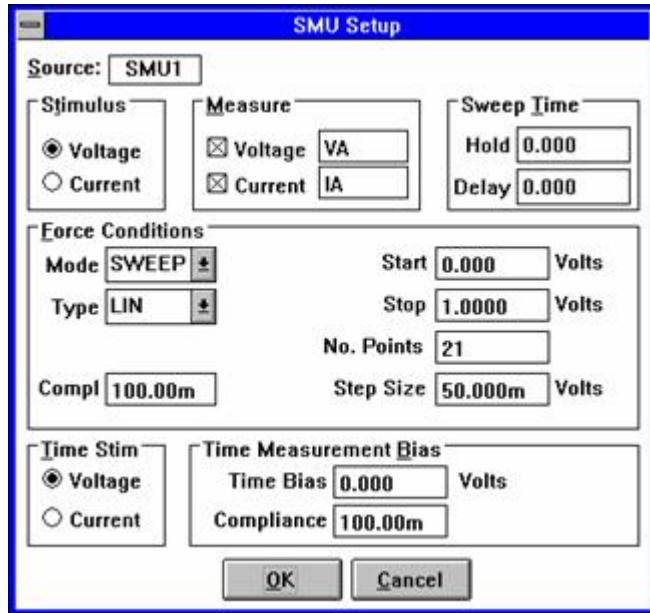 SMU Setup
Source: SMU1
Stimulus
Voltage
Current
Measure
Voltage VA
Current IA
Sweep Time
Hold 0.000
Delay 0.000
Force Conditions
Mode SWEEP
Type LIN
Compl 100.00m
Start 0.000 Volts
Stop 1.0000 Volts
No. Points 21
Step Size 50.000m Volts
Time Stim
Voltage
Current
Time Measurement Bias
Time Bias 0.000 Volts
Compliance 100.00m
OK Cancel